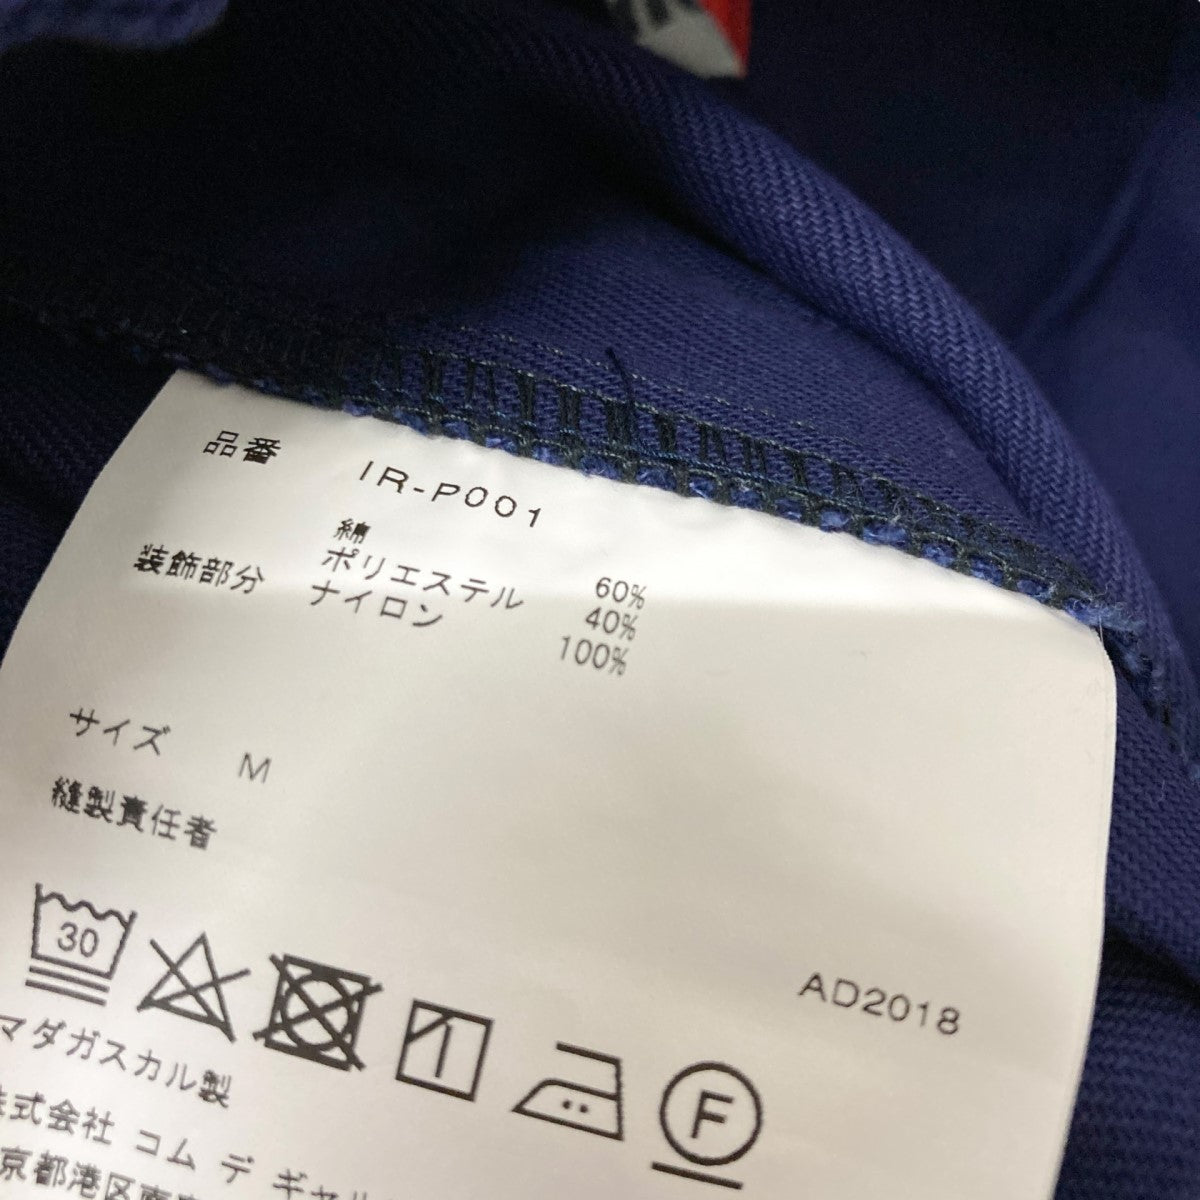 品番 IR-P001
綿 60%
ポリエステル 40%
装飾部分 ナイロン 100%
サイズ M
縫製責任者
30
AD2018
F
マダガスカル製
株式会社 コム デ ギャル
京都港区南